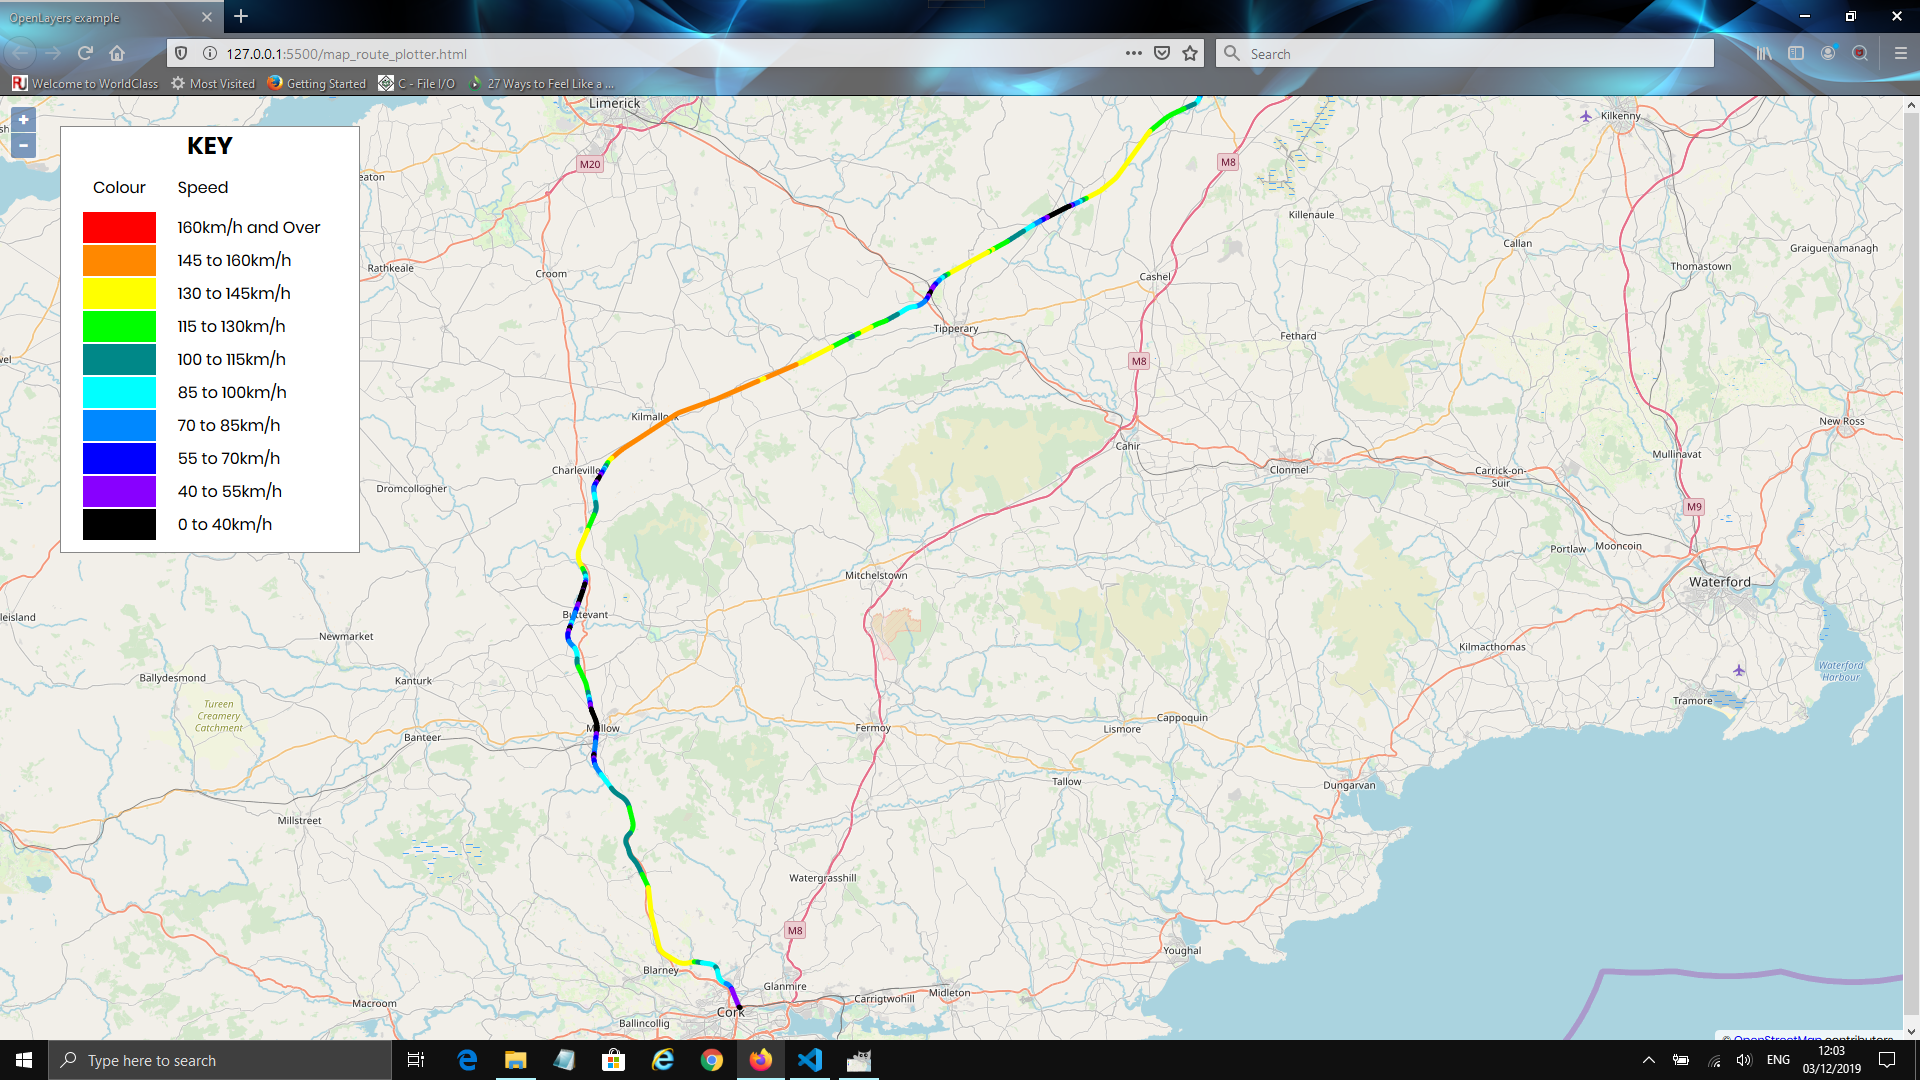 OpenLayers example
127.0.0.1:5500/map_route_plotter.html
Search
Welcome to WorldClass
Most Visited
Getting Started
C - File I/O
27 Ways to Feel Like a ...
KEY
Colour Speed
160km/h and Over
145 to 160km/h
130 to 145km/h
115 to 130km/h
100 to 115km/h
85 to 100km/h
70 to 85km/h
55 to 70km/h
40 to 55km/h
0 to 40km/h
Limerick
Kilkenny
M20
M8
eaton
Killenaule
Callan
Graiguenamanagh
Rathkeale
Croom
Cashel
Thomastown
Tipperary
Fethard
M8
Kilmallock
New Ross
Cahir
Mullinavat
Charleville
Clonmel
Carrick-on-
Suir
Dromcollogher
M9
Portlaw
Mooncoin
Mitchelstown
Waterford
Buttevant
leisland
Newmarket
Kilmacthomas
Waterford
Harbour
Ballydesmond
Kanturk
Tramore
Tureen
Creamery
Catchment
Cappoquin
Banteer
Mallow
Fermoy
Lismore
Tallow
Dungarvan
Millstreet
Watergrasshill
M8
Youghal
Blarney
Glanmire
Carrigtwohill
Midleton
Macroom
Cork
Ballincollig
© OpenStreetMap contributors.
Type here to search
ENG
12:03
03/12/2019